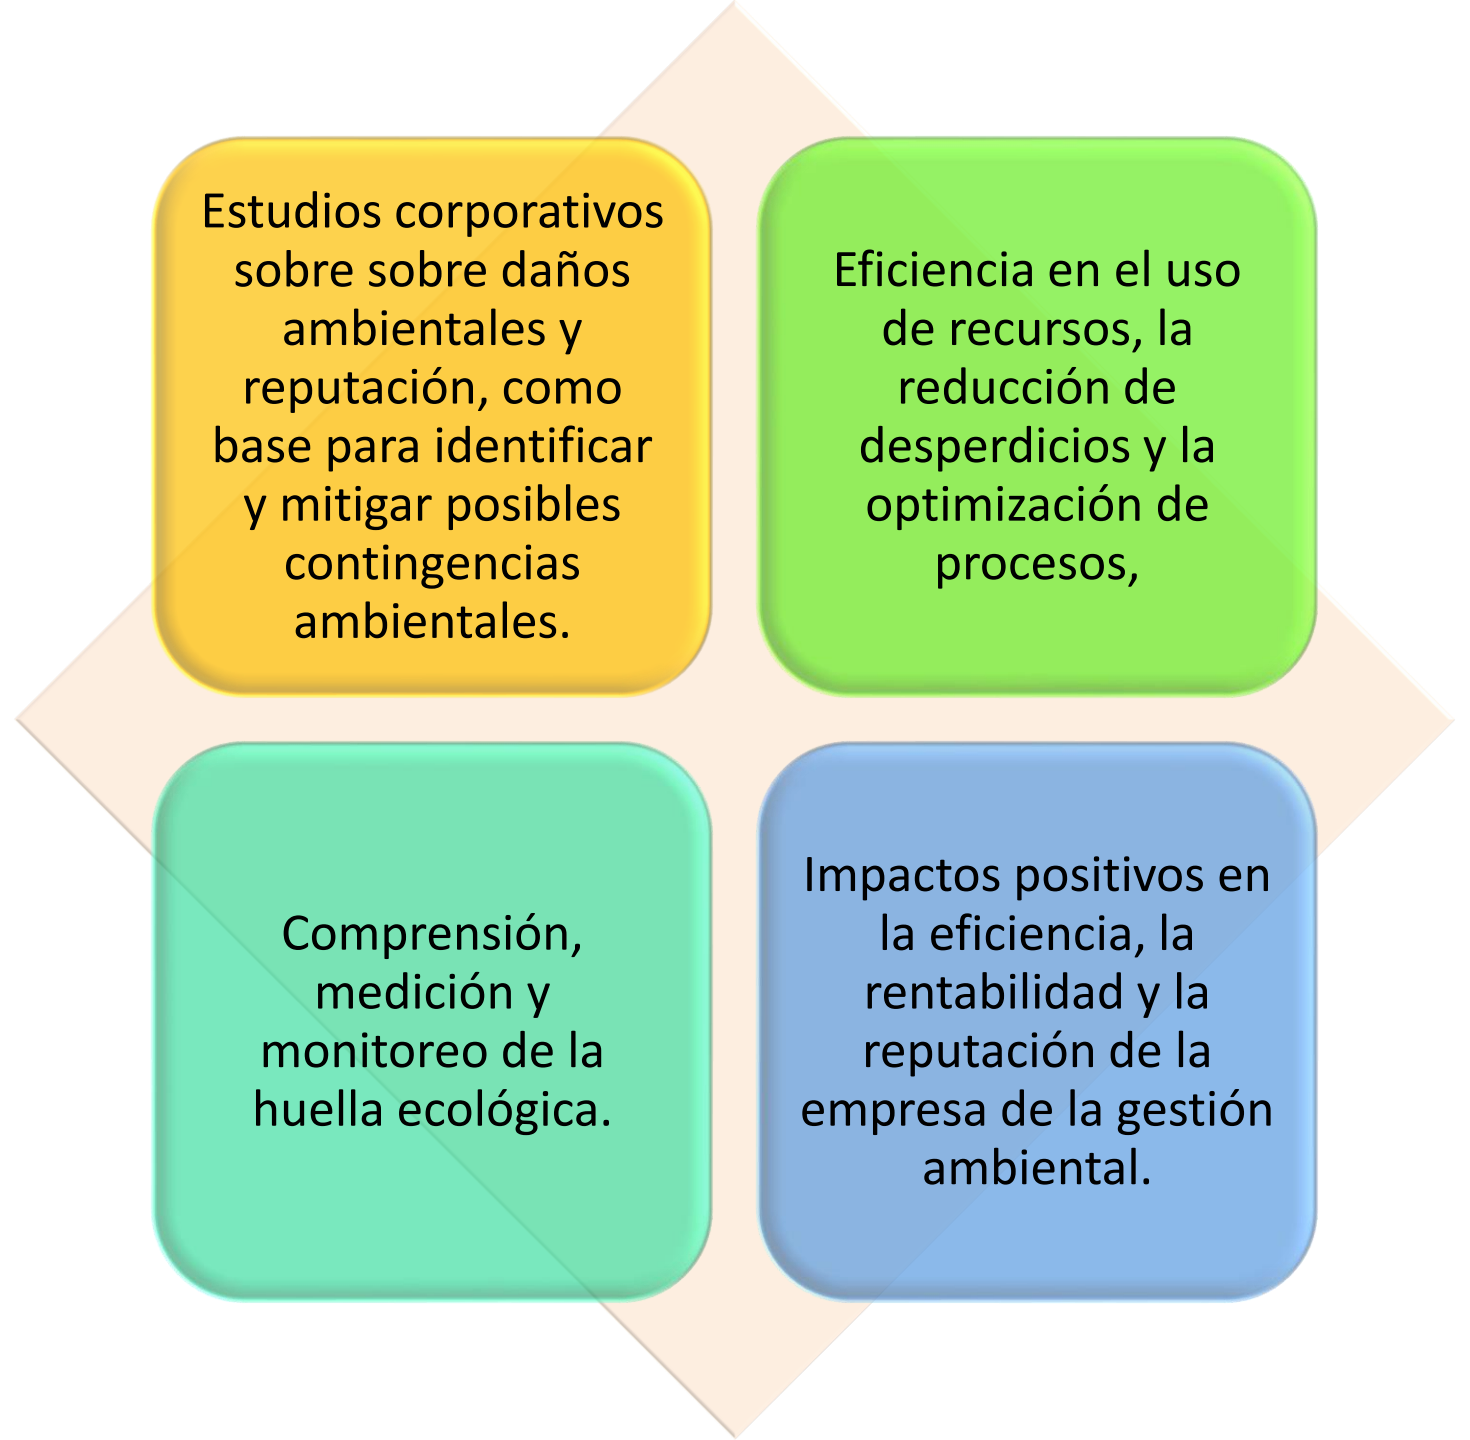 Estudios corporativos
sobre sobre daños
ambientales y
reputación, como
base para identificar
y mitigar posibles
contingencias
ambientales.
Eficiencia en el uso
de recursos, la
reducción de
desperdicios y la
optimización de
procesos,
Comprensión,
medición y
monitoreo de la
huella ecológica.
Impactos positivos en
la eficiencia, la
rentabilidad y la
reputación de la
empresa de la gestión
ambiental.